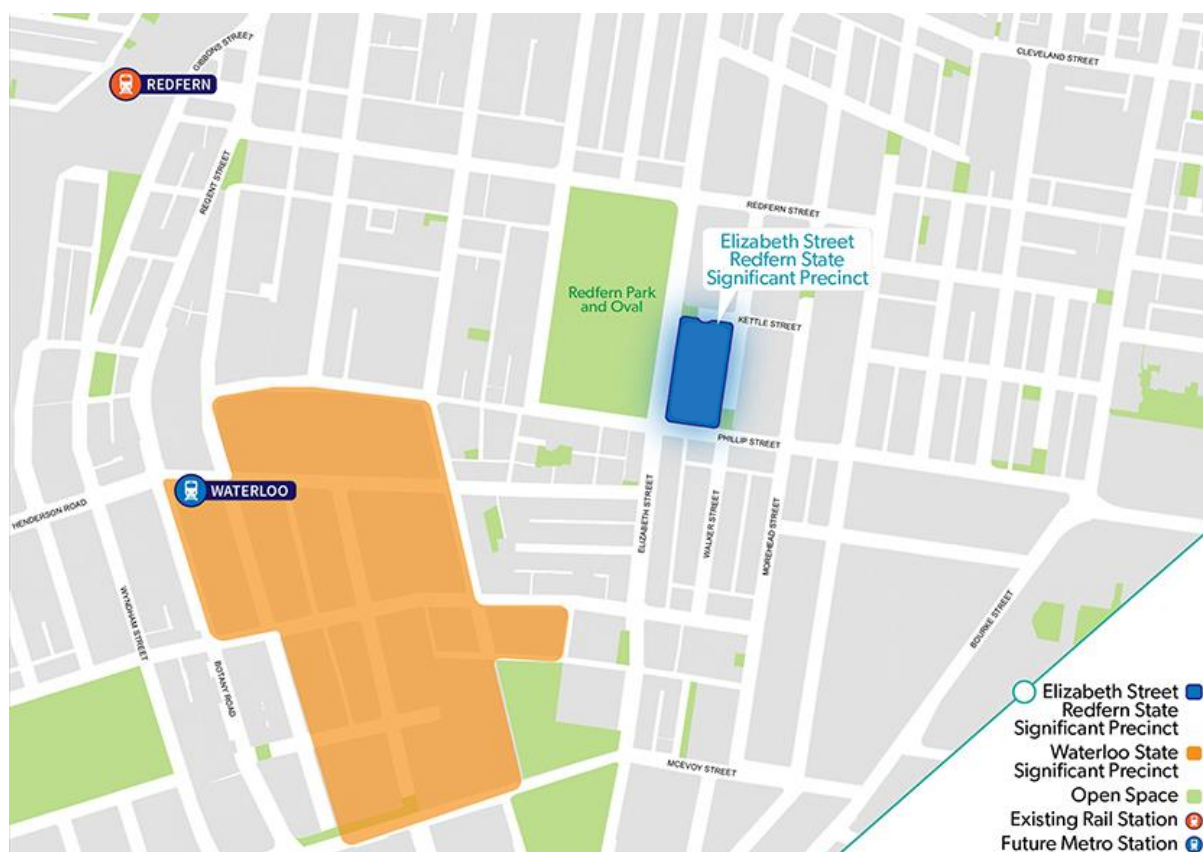 GIBBONS STREET
CLEVELAND STREET
REDFERN
REGENT STREET
REDFERN STREET
Elizabeth Street
Redfern State
Significant Precinct
Redfern Park
and Oval
KETTLE STREET
PHILLIP STREET
WATERLOO
HENDERSON ROAD
ELIZABETH STREET
WALKER STREET
MOREHEAD STREET
WYNDHAM STREET
BOURKE STREET
BOTANY ROAD
MCEVOY STREET
Elizabeth Street
Redfern State
Significant Precinct
Waterloo State
Significant Precinct
Open Space
Existing Rail Station
Future Metro Station